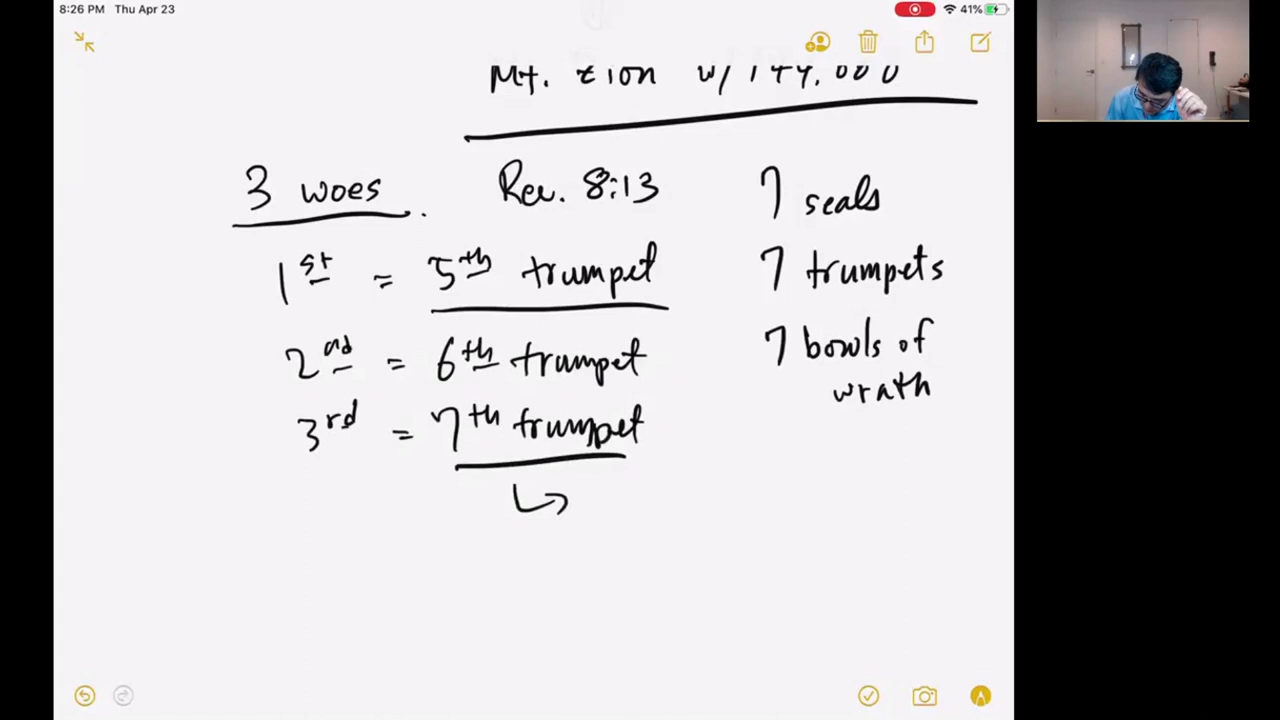 8:26 PM Thu Apr 23
41%
Mt. zion w/ 144,000
3 woes. Rev. 8:13
7 seals
1st = 5th trumpet
7 trumpets
2nd = 6th trumpet
7 bowls of
wrath
3rd = 7th trumpet